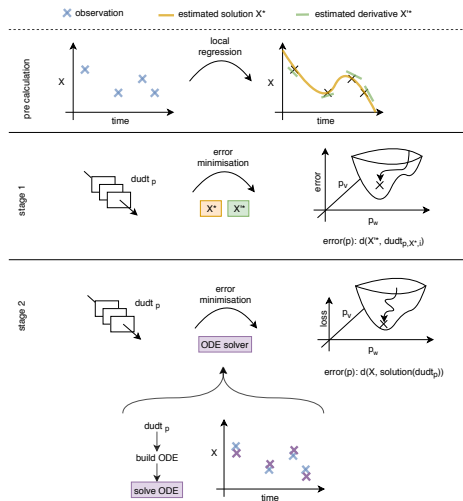 observation
estimated solution X*
estimated derivative X'*
pre calculation
X
time
local
regression
X
time
stage 1
dudt p
error
minimisation
X*
X'*
error
p_v
p_w
error(p): d(X'*, dudt_p,X*,i)
stage 2
dudt p
error
minimisation
ODE solver
loss
p_v
p_w
error(p): d(X, solution(dudt_p))
dudt p
build ODE
solve ODE
X
time